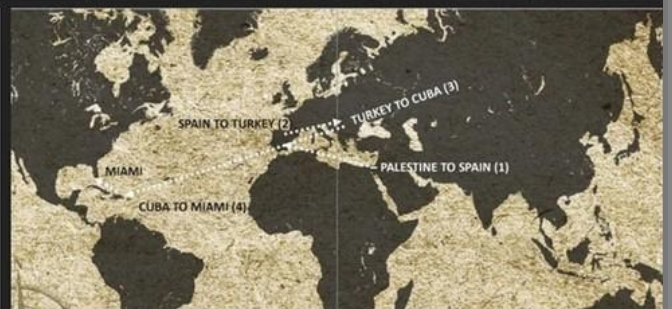 TURKEY TO CUBA (3)
SPAIN TO TURKEY (2)
PALESTINE TO SPAIN (1)
MIAMI
CUBA TO MIAMI (4)